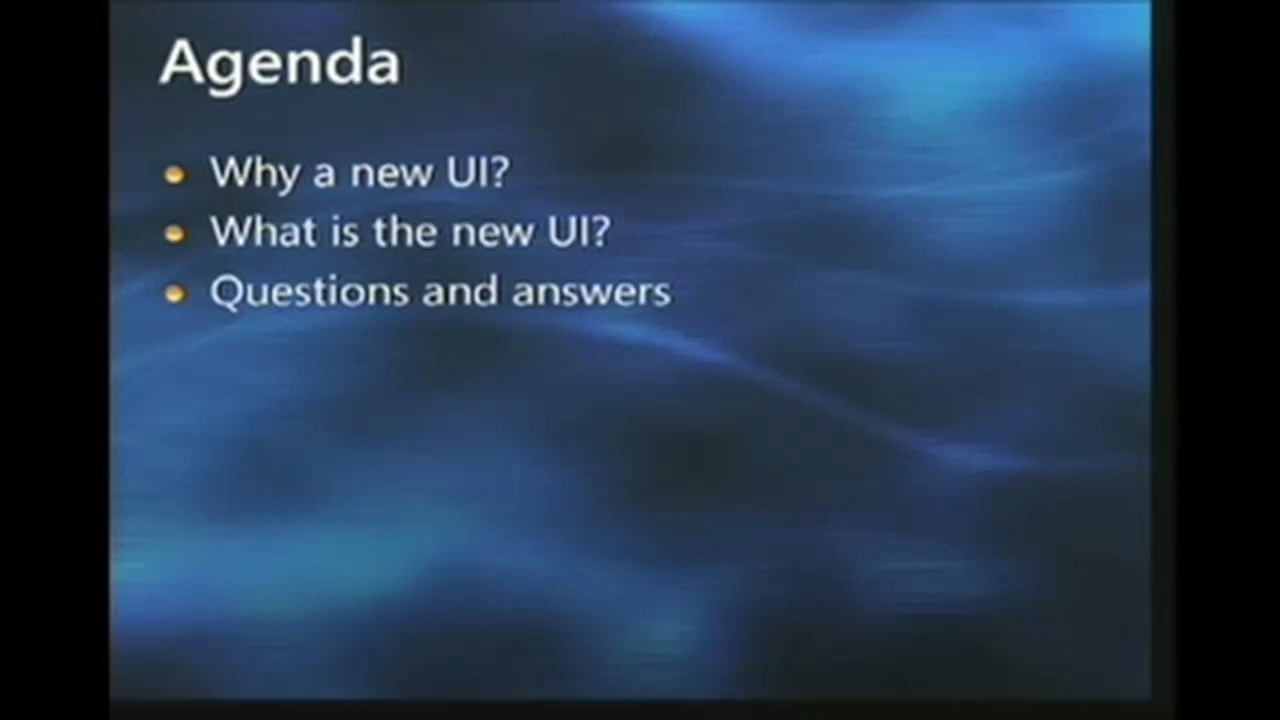 Agenda
Why a new UI?
What is the new UI?
Questions and answers